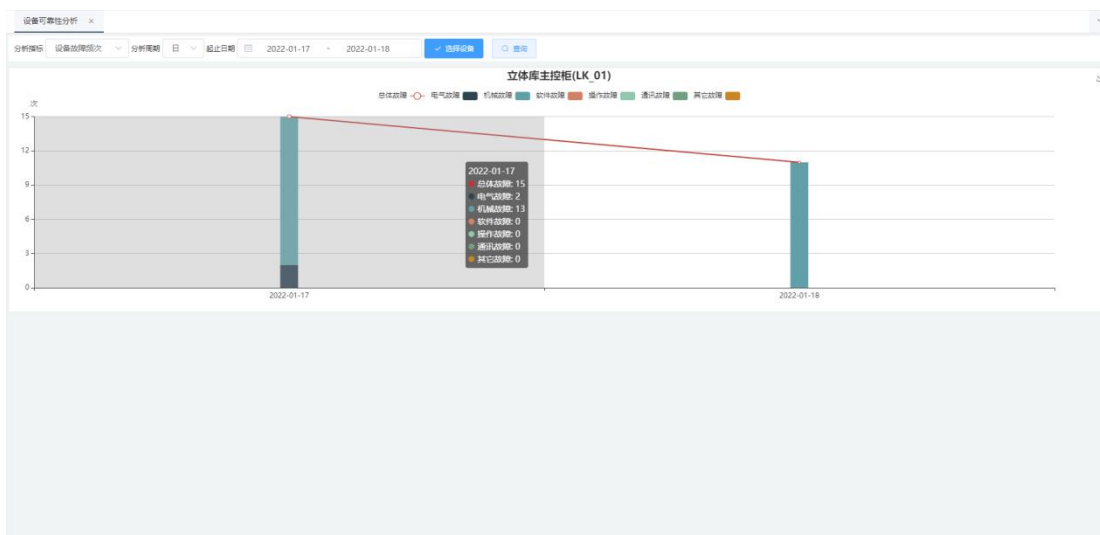 设备可靠性分析 ×
分析指标 设备故障频次 分析周期 日 起止日期 2022-01-17 - 2022-01-18 选择设备 查询
立体库主控柜(LK_01)
总体故障 电气故障 机械故障 软件故障 操作故障 通讯故障 其它故障
次
15
12
9
6
3
0
2022-01-17
总体故障: 15
电气故障: 2
机械故障: 13
软件故障: 0
操作故障: 0
通讯故障: 0
其它故障: 0
2022-01-17 2022-01-18